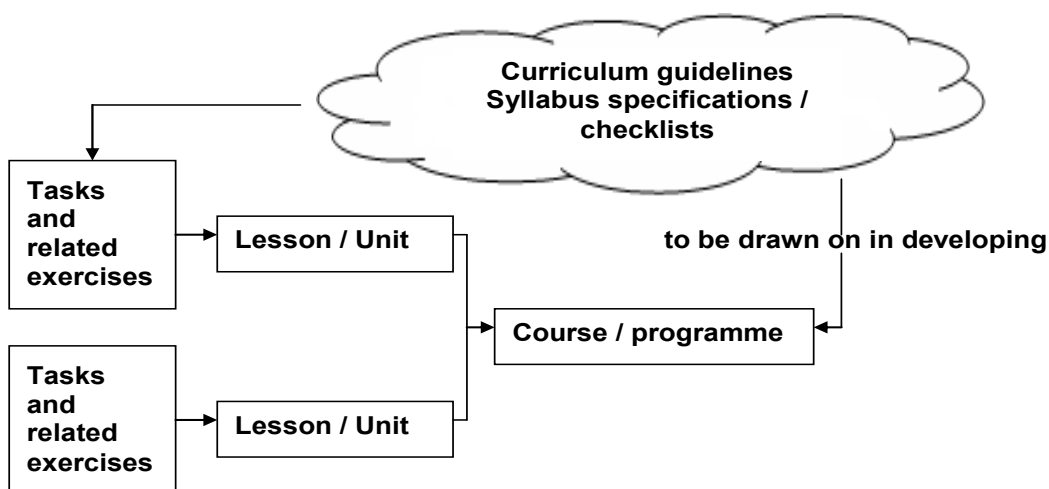 Curriculum guidelines
Syllabus specifications /
checklists
Tasks
and
related
exercises
Lesson / Unit
to be drawn on in developing
Course / programme
Tasks
and
related
exercises
Lesson / Unit